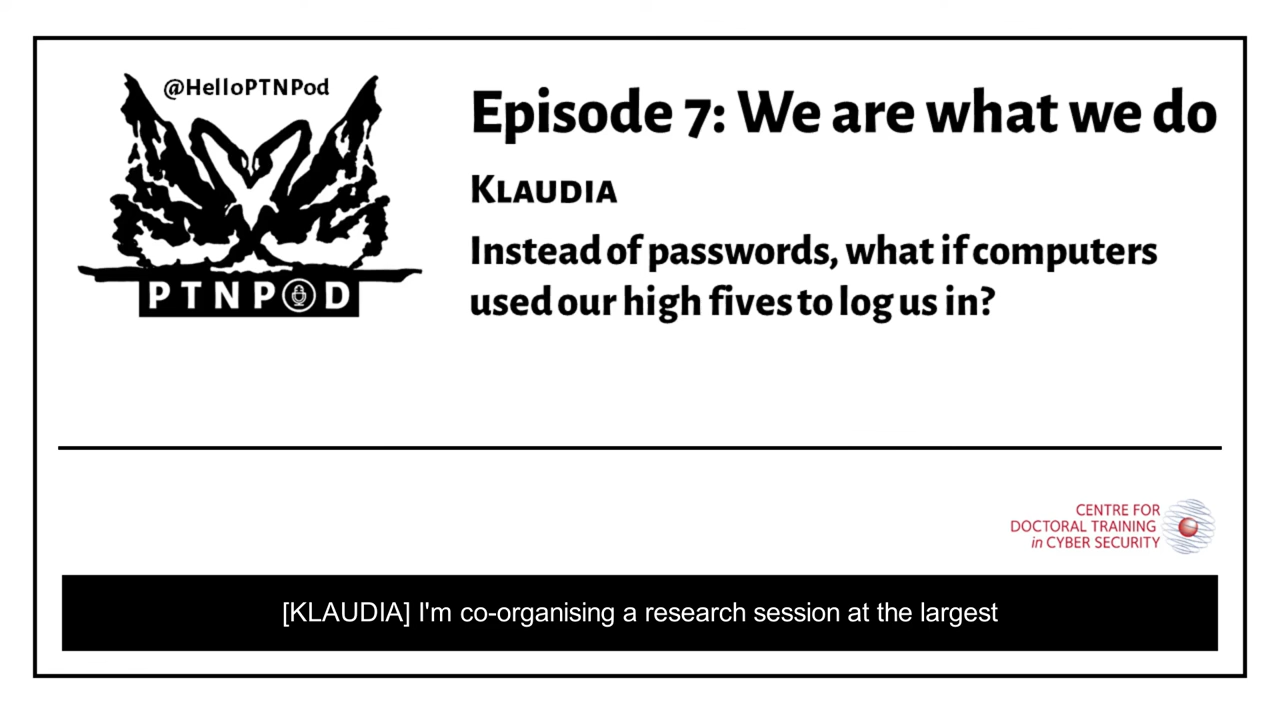 @HelloPTNPod
PTNPOD
Episode 7: We are what we do
KLAUDIA
Instead of passwords, what if computers
used our high fives to log us in?
CENTRE FOR
DOCTORAL TRAINING
in CYBER SECURITY
[KLAUDIA] I'm co-organising a research session at the largest